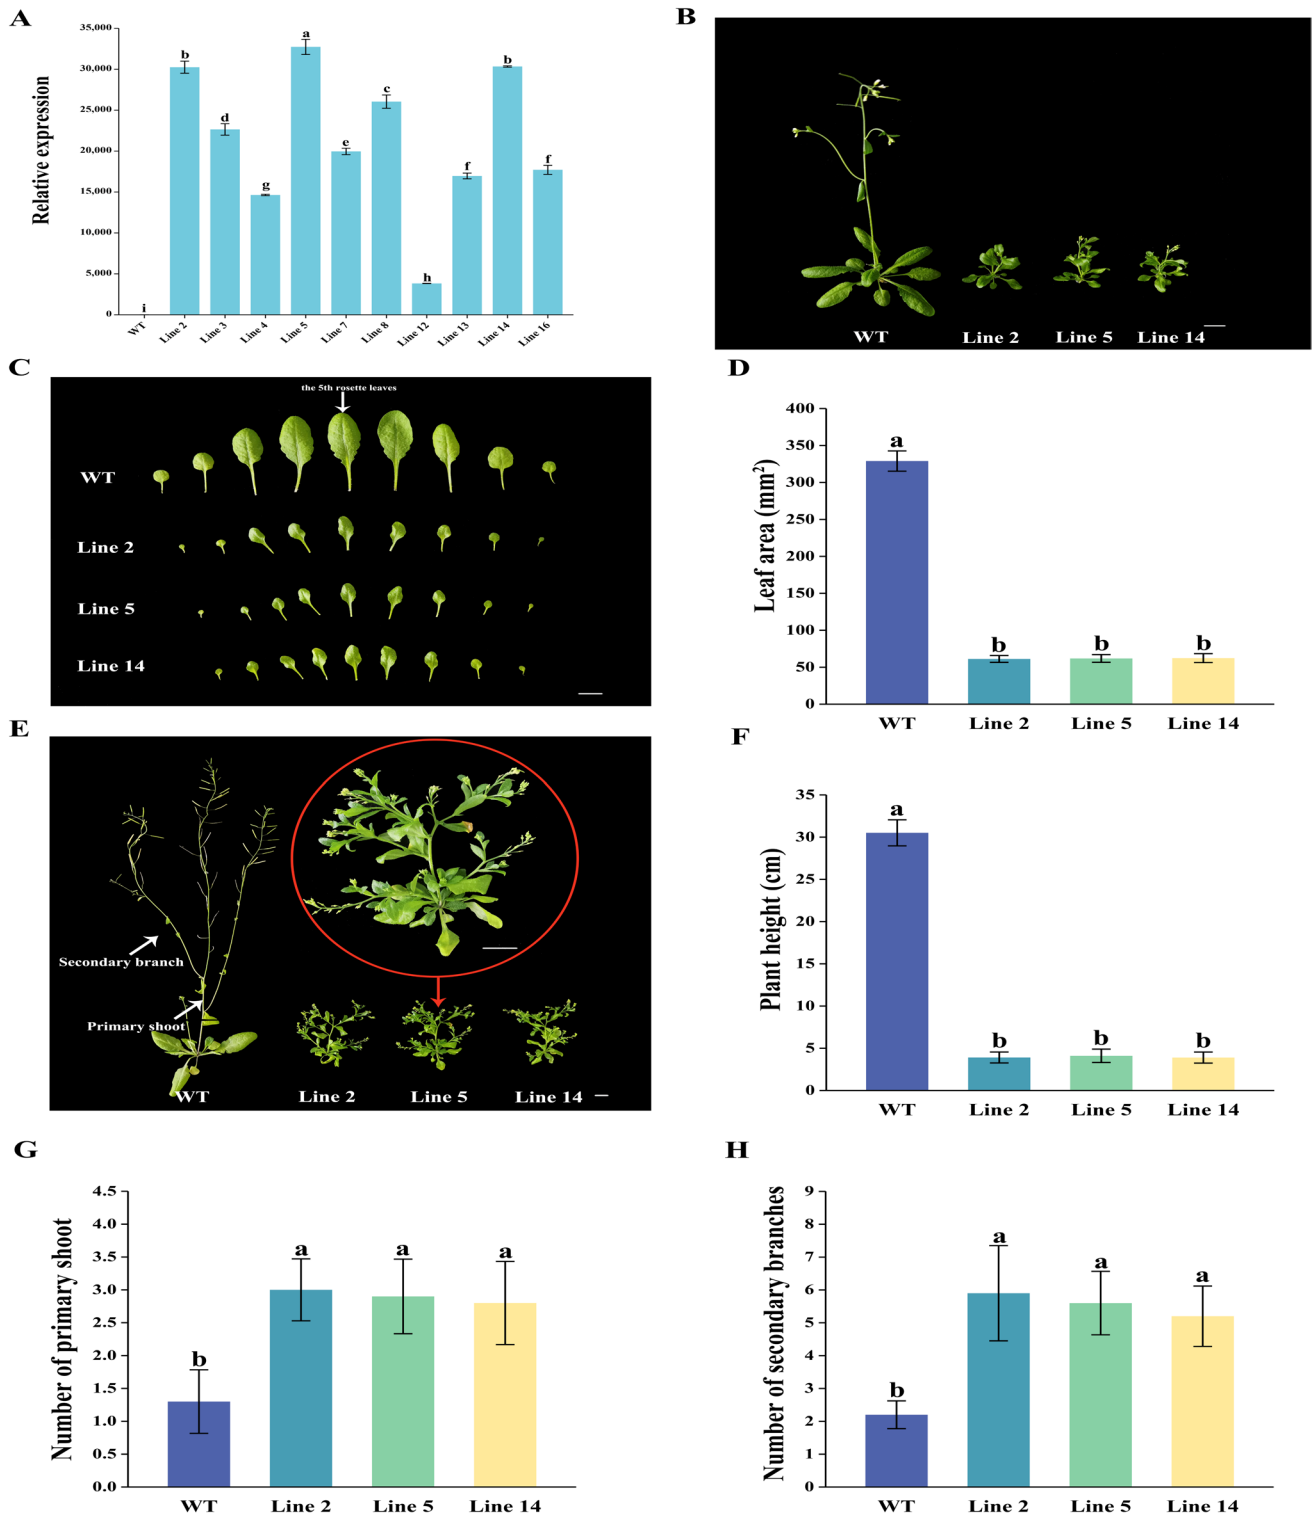 A
Relative expression
35,000
30,000
25,000
20,000
15,000
10,000
5,000
0
i
b
d
g
a
e
c
h
f
b
f
WT
Line 2
Line 3
Line 4
Line 5
Line 7
Line 8
Line 12
Line 13
Line 14
Line 16
B
WT
Line 2
Line 5
Line 14
C
the 5th rosette leaves
WT
Line 2
Line 5
Line 14
D
Leaf area (mm²)
400
350
300
250
200
150
100
50
0
a
b
b
b
WT
Line 2
Line 5
Line 14
E
Secondary branch
Primary shoot
WT
Line 2
Line 5
Line 14
F
Plant height (cm)
35
30
25
20
15
10
5
0
a
b
b
b
WT
Line 2
Line 5
Line 14
G
Number of primary shoot
4.5
4.0
3.5
3.0
2.5
2.0
1.5
1.0
0.5
0.0
b
a
a
a
WT
Line 2
Line 5
Line 14
H
Number of secondary branches
9
8
7
6
5
4
3
2
1
0
b
a
a
a
WT
Line 2
Line 5
Line 14